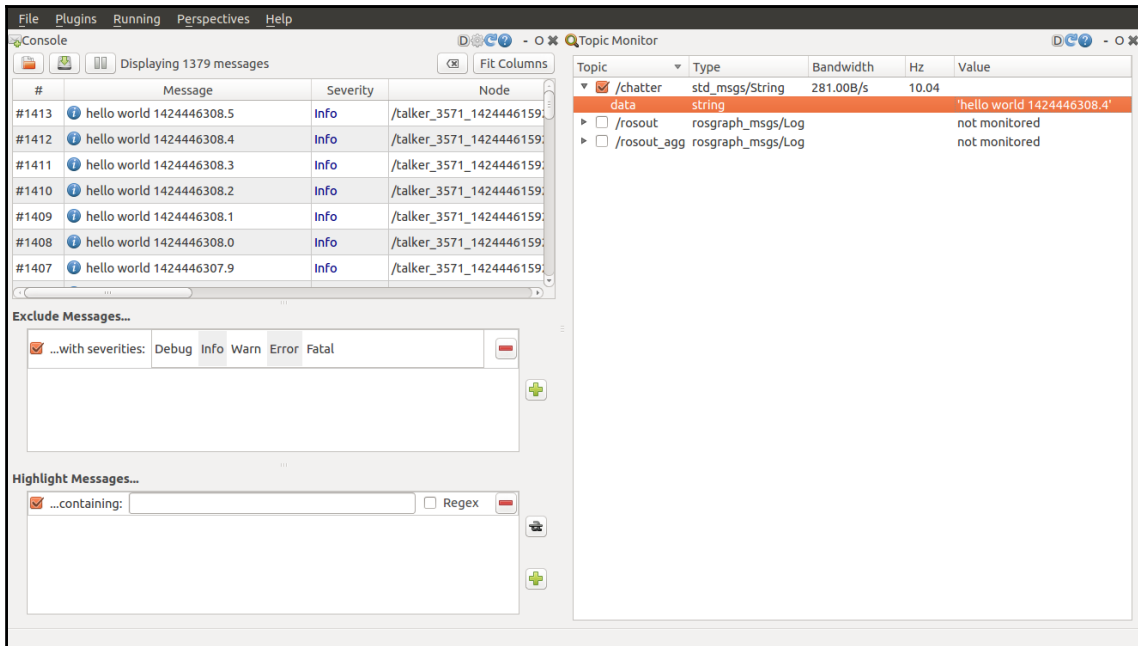 File Plugins Running Perspectives Help
Console D - O
Displaying 1379 messages Fit Columns
# Message Severity Node
#1413 hello world 1424446308.5 Info /talker_3571_1424446159
#1412 hello world 1424446308.4 Info /talker_3571_1424446159
#1411 hello world 1424446308.3 Info /talker_3571_1424446159
#1410 hello world 1424446308.2 Info /talker_3571_1424446159
#1409 hello world 1424446308.1 Info /talker_3571_1424446159
#1408 hello world 1424446308.0 Info /talker_3571_1424446159
#1407 hello world 1424446307.9 Info /talker_3571_1424446159
Exclude Messages...
...with severities: Debug Info Warn Error Fatal
Highlight Messages...
...containing: Regex
Topic Monitor D - O
Topic Type Bandwidth Hz Value
/chatter std_msgs/String 281.00B/s 10.04
data string 'hello world 1424446308.4'
/rosout rosgraph_msgs/Log not monitored
/rosout_agg rosgraph_msgs/Log not monitored